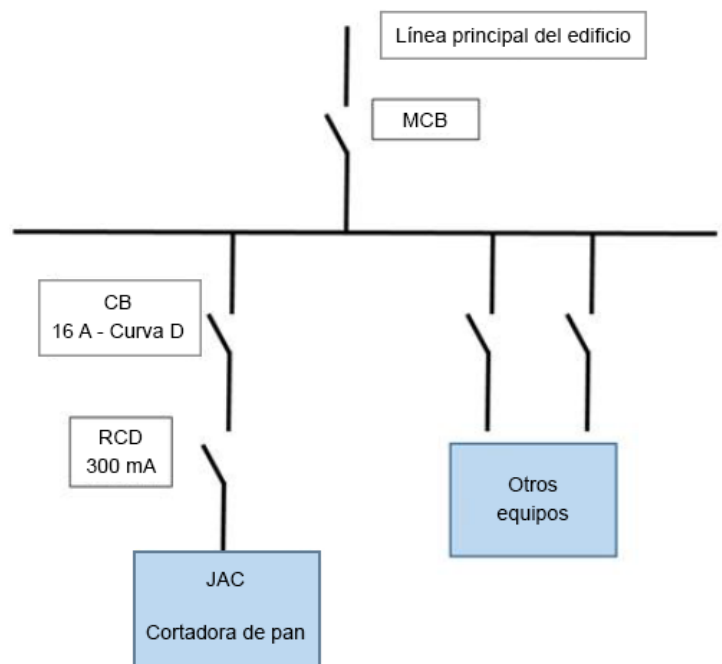 Línea principal del edificio
MCB
CB
16 A - Curva D
RCD
300 mA
Otros
equipos
JAC
Cortadora de pan